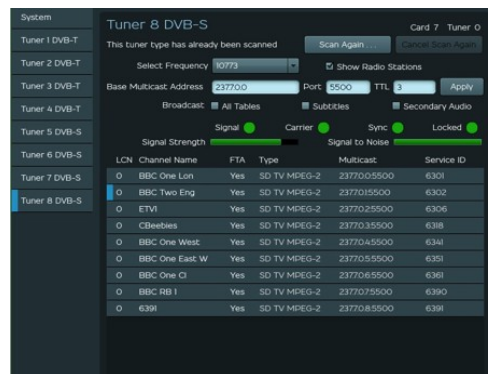 System
Tuner 1 DVB-T
Tuner 2 DVB-T
Tuner 3 DVB-T
Tuner 4 DVB-T
Tuner 5 DVB-S
Tuner 6 DVB-S
Tuner 7 DVB-S
Tuner 8 DVB-S
Tuner 8 DVB-S
Card 7 Tuner 0
This tuner type has already been scanned Scan Again . . . Cancel Scan Again
Select Frequency 10773 Show Radio Stations
Base Multicast Address 237.7.0.0 Port 5500 TTL 3 Apply
Broadcast All Tables Subtitles Secondary Audio
Signal Carrier Sync Locked
Signal Strength Signal to Noise
LCN Channel Name FTA Type Multicast Service ID
0 BBC One Lon Yes SD TV MPEG-2 237.7.0.0:5500 6301
0 BBC Two Eng Yes SD TV MPEG-2 237.7.0.1:5500 6302
0 ETV1 Yes SD TV MPEG-2 237.7.0.2:5500 6306
0 CBeebies Yes SD TV MPEG-2 237.7.0.3:5500 6318
0 BBC One West Yes SD TV MPEG-2 237.7.0.4:5500 6341
0 BBC One East W Yes SD TV MPEG-2 237.7.0.5:5500 6351
0 BBC One CI Yes SD TV MPEG-2 237.7.0.6:5500 6361
0 BBC RB 1 Yes SD TV MPEG-2 237.7.0.7:5500 6390
0 6391 Yes SD TV MPEG-2 237.7.0.8:5500 6391